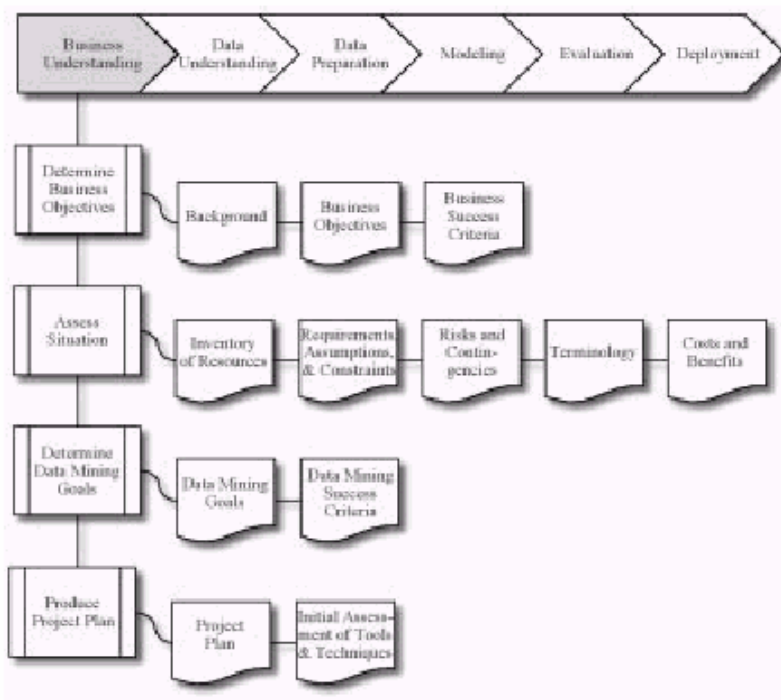 Business
Understanding
Data
Understanding
Data
Preparation
Modeling
Evaluation
Deployment
Determine
Business
Objectives
Background
Business
Objectives
Business
Success
Criteria
Assess
Situation
Inventory
of Resources
Requirements,
Assumptions,
& Constraints
Risks and
Contin-
gencies
Terminology
Costs and
Benefits
Determine
Data Mining
Goals
Data Mining
Goals
Data Mining
Success
Criteria
Produce
Project Plan
Project
Plan
Initial Assess-
ment of Tools
& Techniques